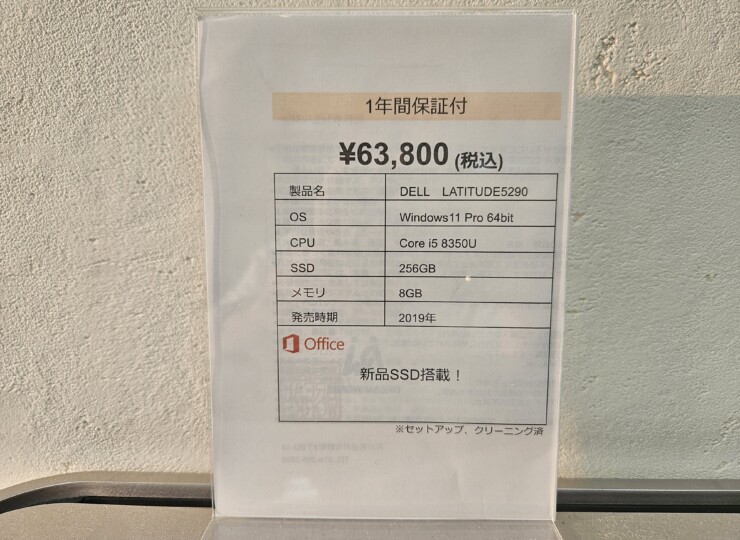 1年間保証付
¥63,800 (税込)
製品名 DELL LATITUDE5290
OS Windows11 Pro 64bit
CPU Core i5 8350U
SSD 256GB
メモリ 8GB
発売時期 2019年
Office
新品SSD搭載！
※セットアップ、クリーニング済